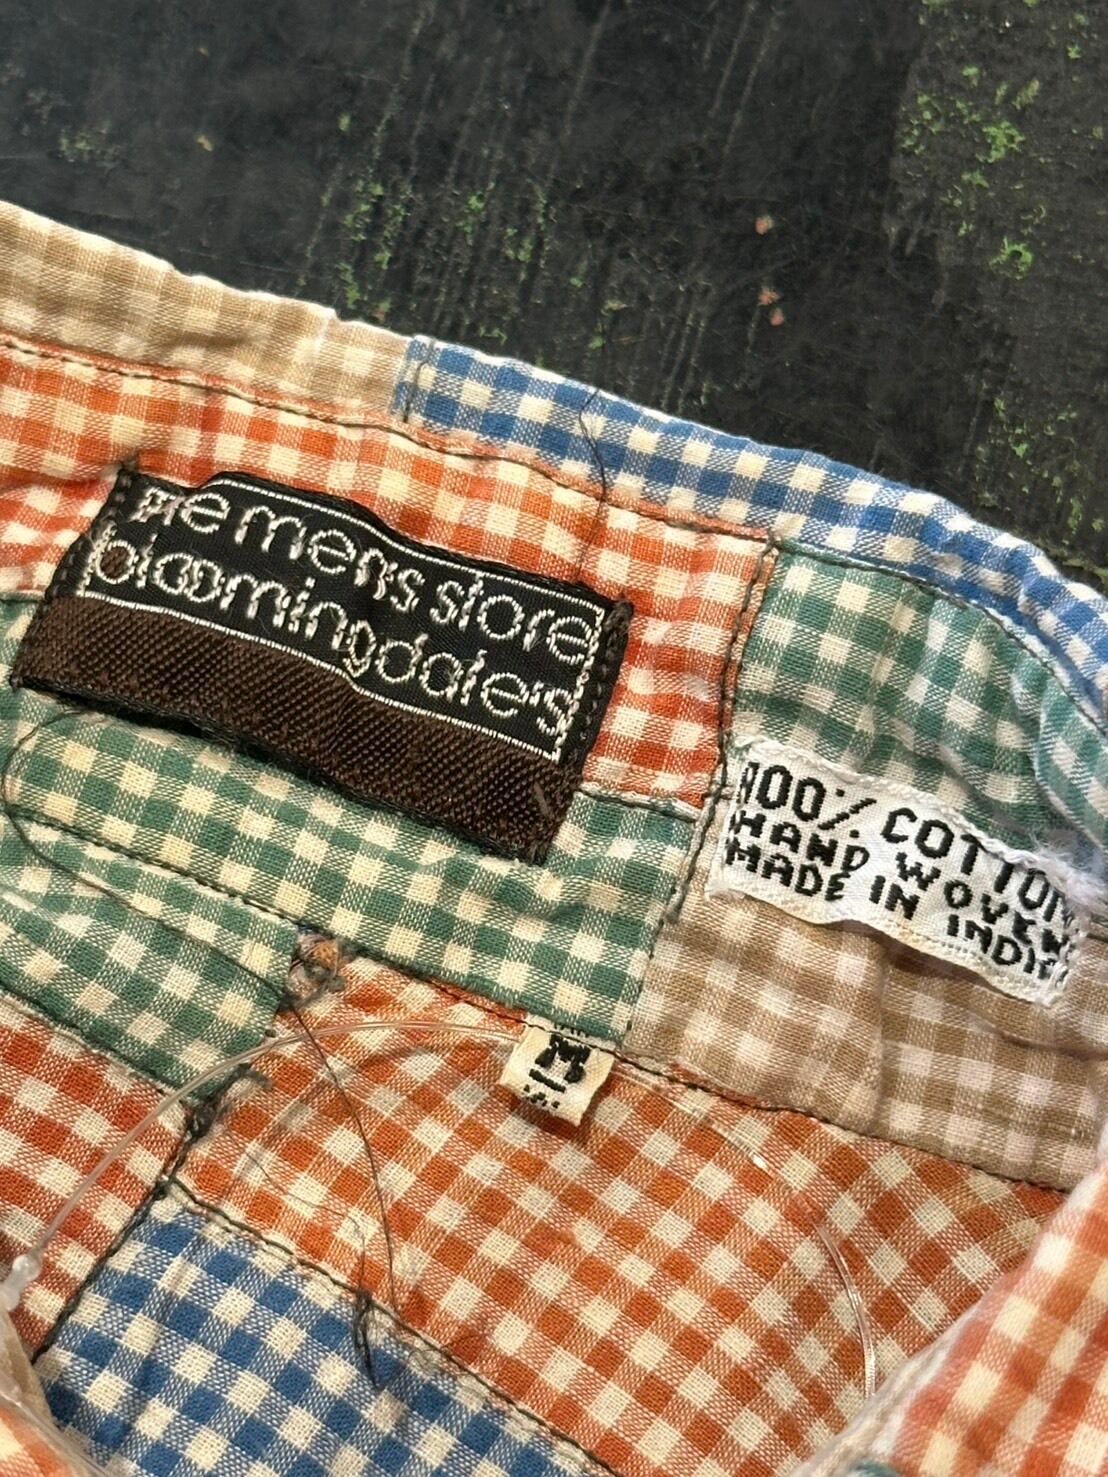 the men's store
bloomingdale's
100% COTTON
HAND WOVEN
MADE IN INDIA
M